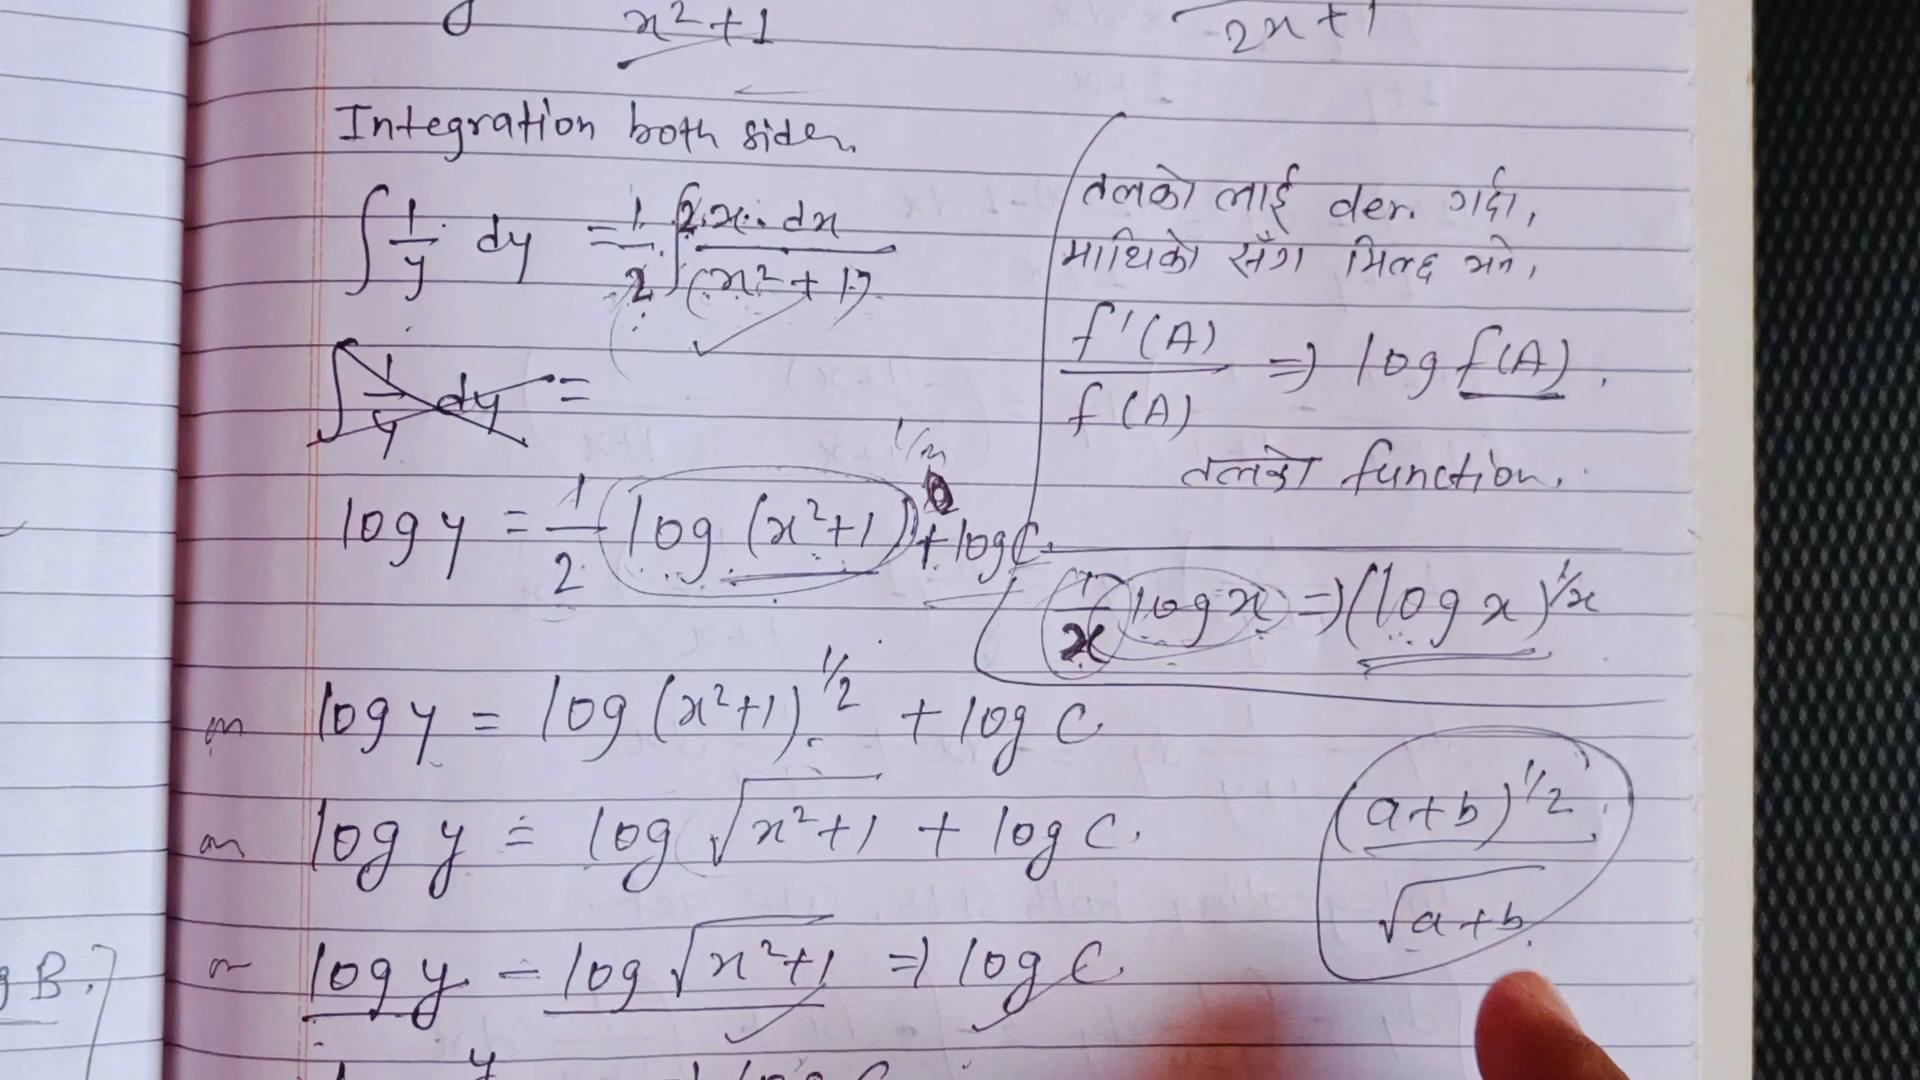 x² + 1
2x + 1
Integration both sides.
∫ 1/y dy = 1/2 ∫ 2x. dx / (x² + 1)
∫ 1/y dy =
log y = 1/2 log (x²+1) + log C.
तलको लाई der. गर्दा,
माथिको सँग मिल्छ भने,
f'(A) / f(A) => log f(A).
तलको function.
1/x log x => (log x)^1/x
log y = log (x²+1)^1/2 + log C.
log y = log √x²+1 + log C.
(a+b)^1/2
√a+b
log y - log √x²+1 => log C.
g B.